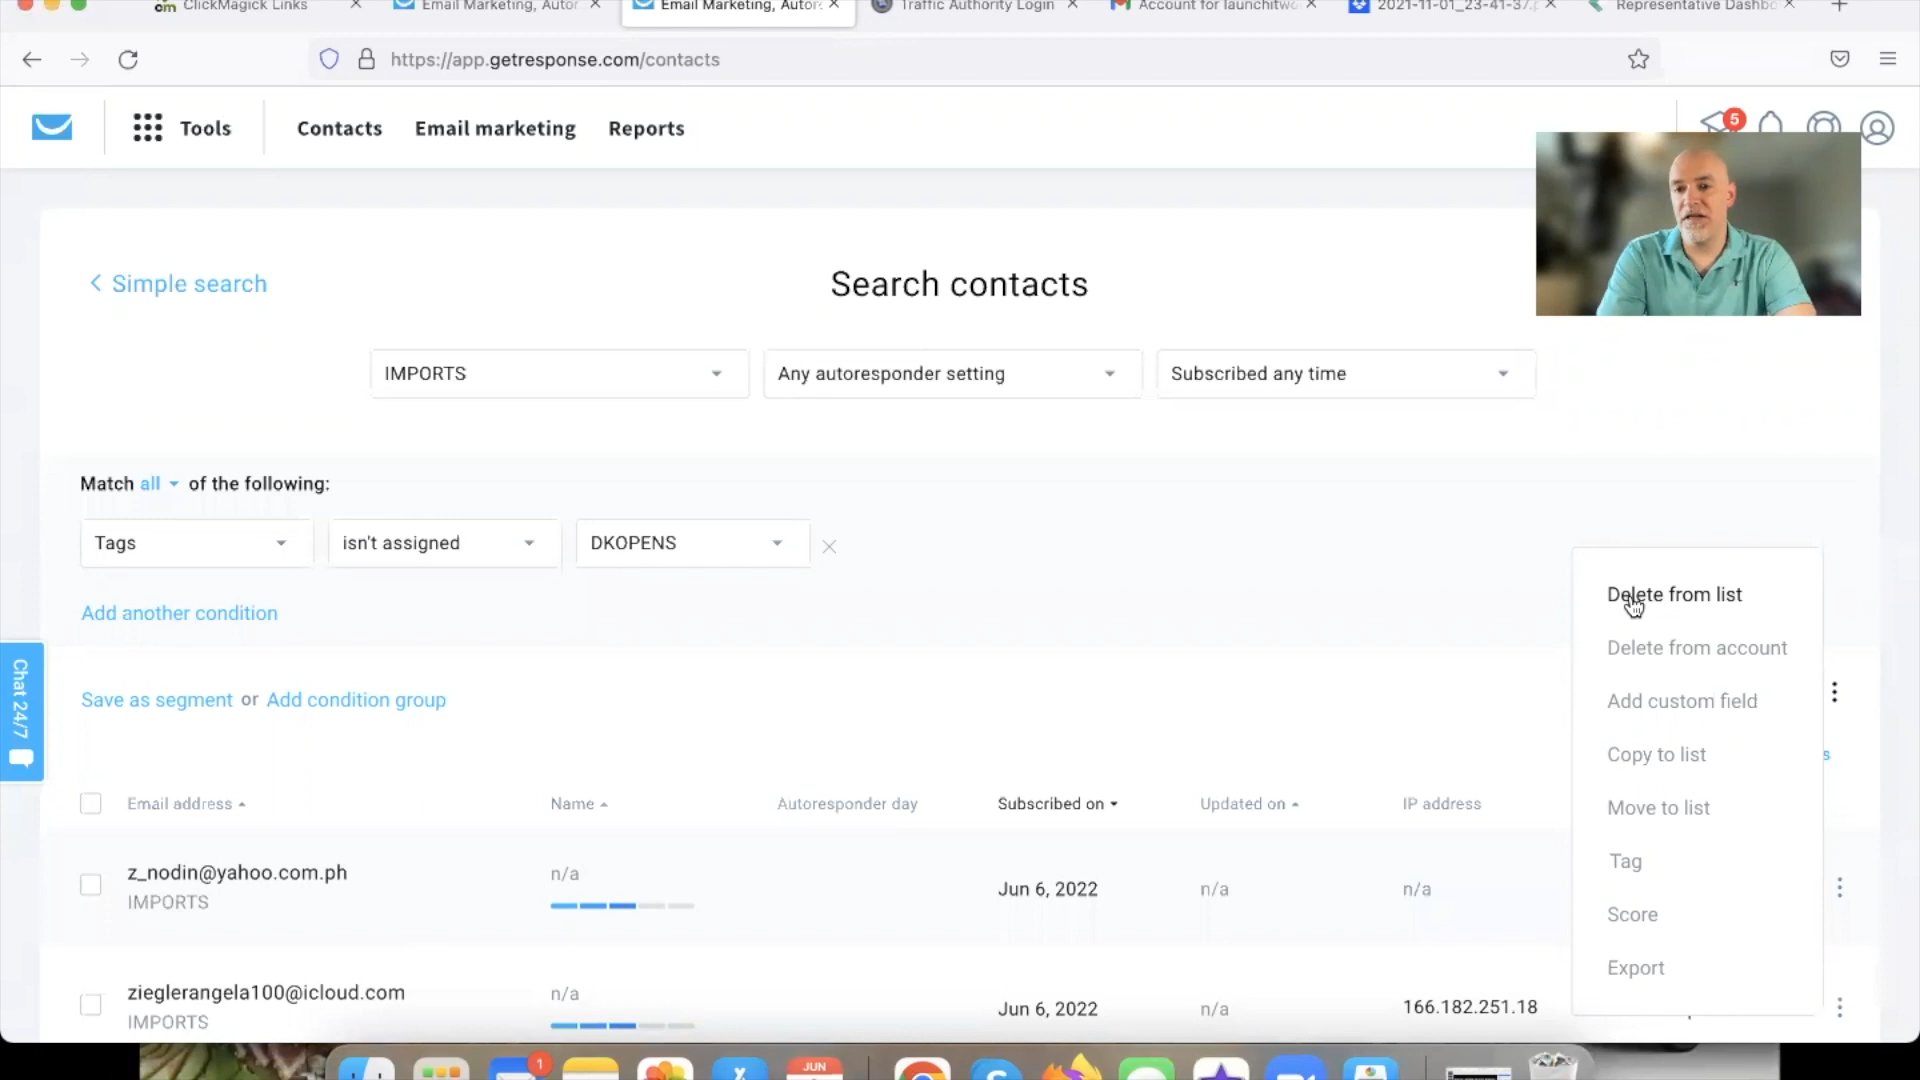 ClickMagick Links
Email Marketing, Autor
Email Marketing, Autor
Traffic Authority Login
Account for launchitwo
2021-11-01_23-41-37.p
Representative Dashbo
https://app.getresponse.com/contacts
Tools
Contacts
Email marketing
Reports
5
Simple search
Search contacts
IMPORTS
Any autoresponder setting
Subscribed any time
Match all of the following:
Tags
isn't assigned
DKOPENS
Add another condition
Delete from list
Delete from account
Add custom field
Copy to list
Move to list
Tag
Score
Export
Chat 24/7
Save as segment or Add condition group
s
Email address
Name
Autoresponder day
Subscribed on
Updated on
IP address
z_nodin@yahoo.com.ph
IMPORTS
n/a
Jun 6, 2022
n/a
n/a
zieglerangela100@icloud.com
IMPORTS
n/a
Jun 6, 2022
n/a
166.182.251.18
1
JUN